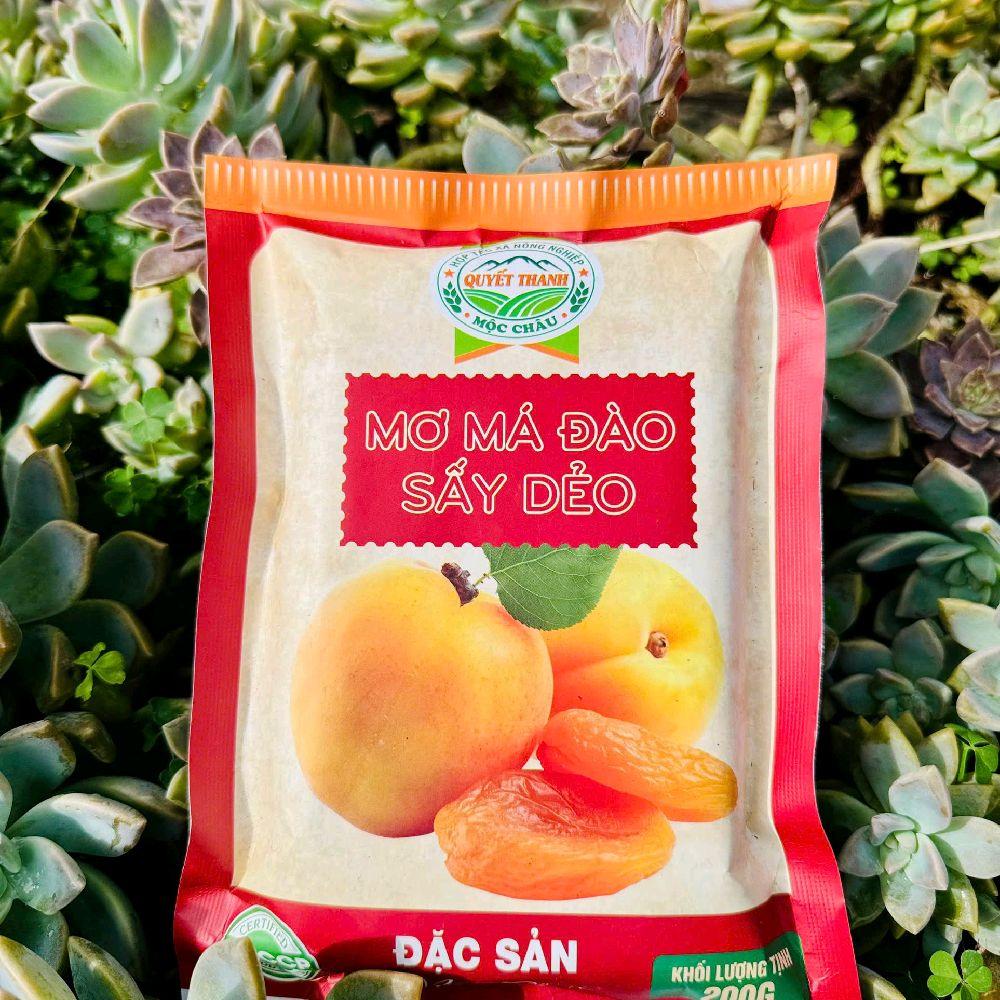 HỢP TÁC XÃ NÔNG NGHIỆP
QUYẾT THANH
MỘC CHÂU
MƠ MÁ ĐÀO
SẤY DẺO
CERTIFIED
ĐẶC SẢN
KHỐI LƯỢNG TỊNH
200G